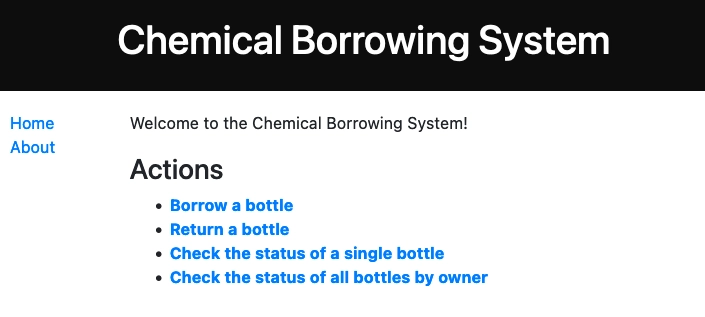 Chemical Borrowing System
Home
About
Welcome to the Chemical Borrowing System!
Actions
• Borrow a bottle
• Return a bottle
• Check the status of a single bottle
• Check the status of all bottles by owner